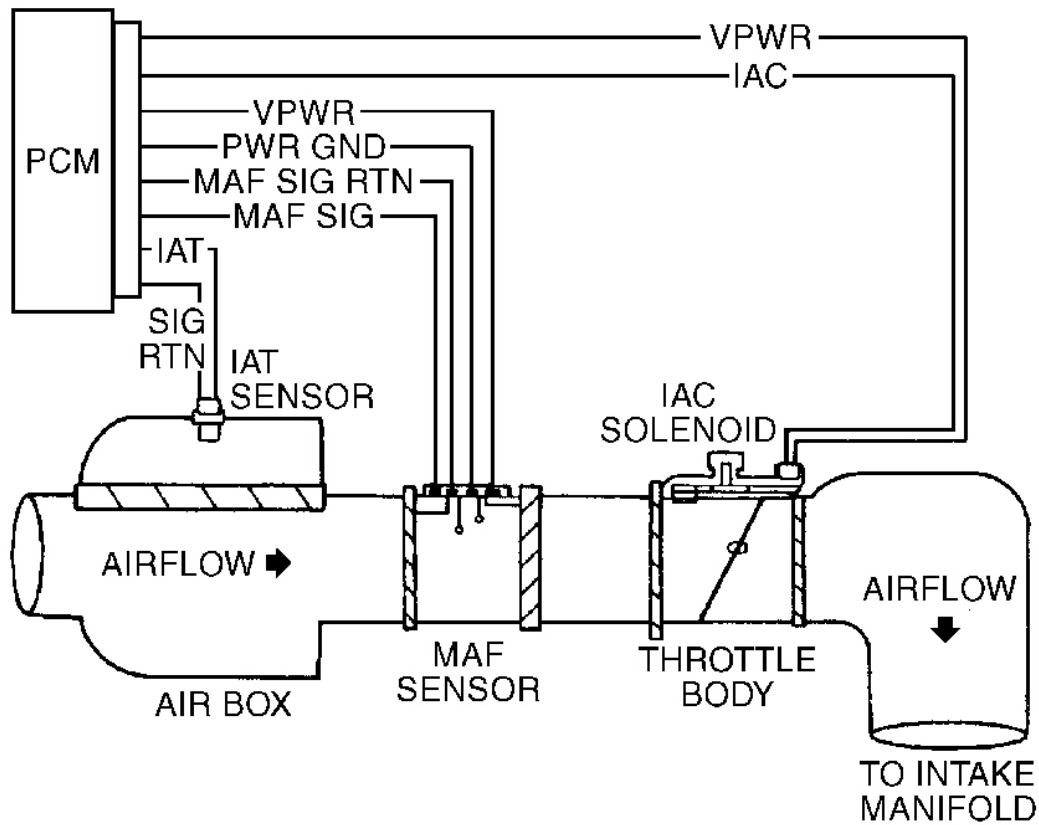 VPWR
IAC
VPWR
PWR GND
MAF SIG RTN
MAF SIG
PCM
IAT
SIG
RTN
IAT
SENSOR
IAC
SOLENOID
AIRFLOW
AIRFLOW
MAF
SENSOR
THROTTLE
BODY
AIR BOX
TO INTAKE
MANIFOLD